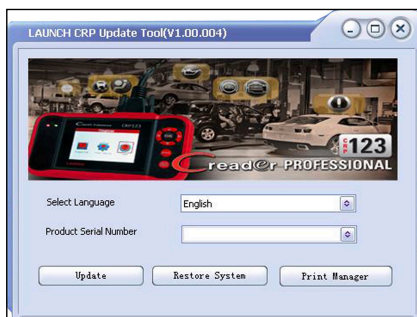 LAUNCH CRP Update Tool(V1.00.004)
CRP123
CRP 123
Creader PROFESSIONAL
Select Language
English
Product Serial Number
Update
Restore System
Print Manager